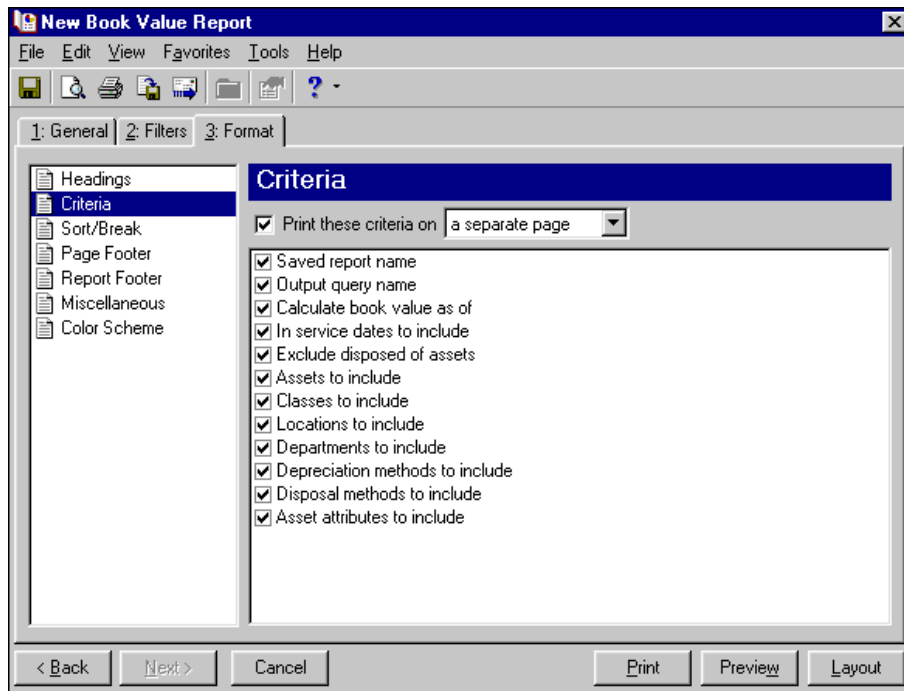 New Book Value Report
File Edit View Favorites Tools Help
?
1: General 2: Filters 3: Format
Headings
Criteria
Sort/Break
Page Footer
Report Footer
Miscellaneous
Color Scheme
Criteria
Print these criteria on a separate page
Saved report name
Output query name
Calculate book value as of
In service dates to include
Exclude disposed of assets
Assets to include
Classes to include
Locations to include
Departments to include
Depreciation methods to include
Disposal methods to include
Asset attributes to include
< Back Next > Cancel Print Preview Layout